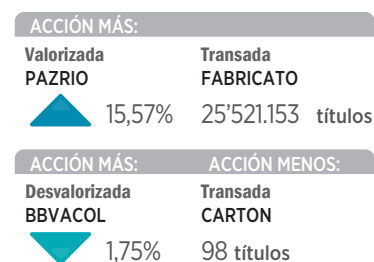 ACCIÓN MÁS:
Valorizada Transada
PAZRIO FABRICATO
15,57% 25’521.153 títulos
ACCIÓN MÁS: ACCIÓN MENOS:
Desvalorizada Transada
BBVACOL CARTON
1,75% 98 títulos